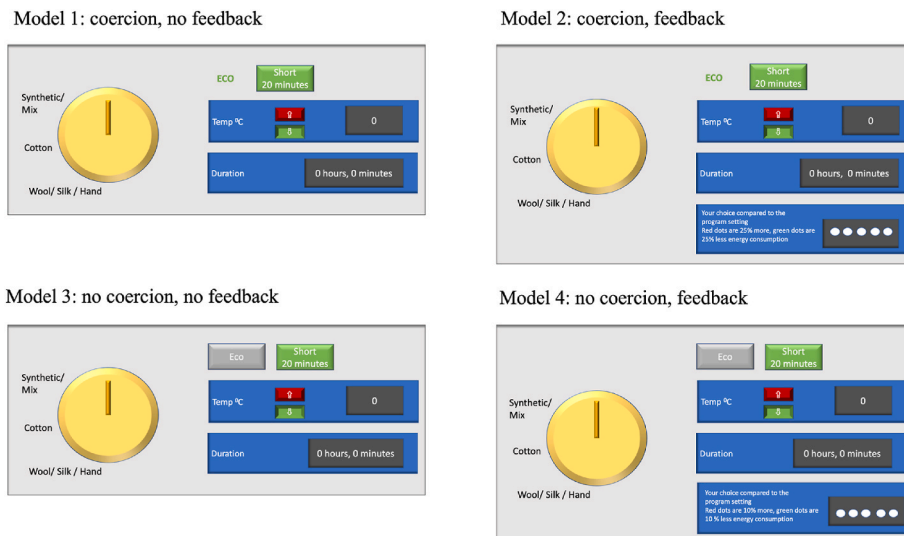 Model 1: coercion, no feedback
ECO
Short
20 minutes
Synthetic/
Mix
Cotton
Wool/ Silk / Hand
Temp ºC
⇧
0
⇩
Duration
0 hours, 0 minutes
Model 2: coercion, feedback
ECO
Short
20 minutes
Synthetic/
Mix
Cotton
Wool/ Silk / Hand
Temp ºC
⇧
0
⇩
Duration
0 hours, 0 minutes
Your choice compared to the
program setting
Red dots are 25% more, green dots are
25% less energy consumption
Model 3: no coercion, no feedback
Eco
Short
20 minutes
Synthetic/
Mix
Cotton
Wool/ Silk / Hand
Temp ºC
⇧
0
⇩
Duration
0 hours, 0 minutes
Model 4: no coercion, feedback
Eco
Short
20 minutes
Synthetic/
Mix
Cotton
Wool/ Silk / Hand
Temp ºC
⇧
0
⇩
Duration
0 hours, 0 minutes
Your choice compared to the
program setting
Red dots are 10% more, green dots are
10 % less energy consumption